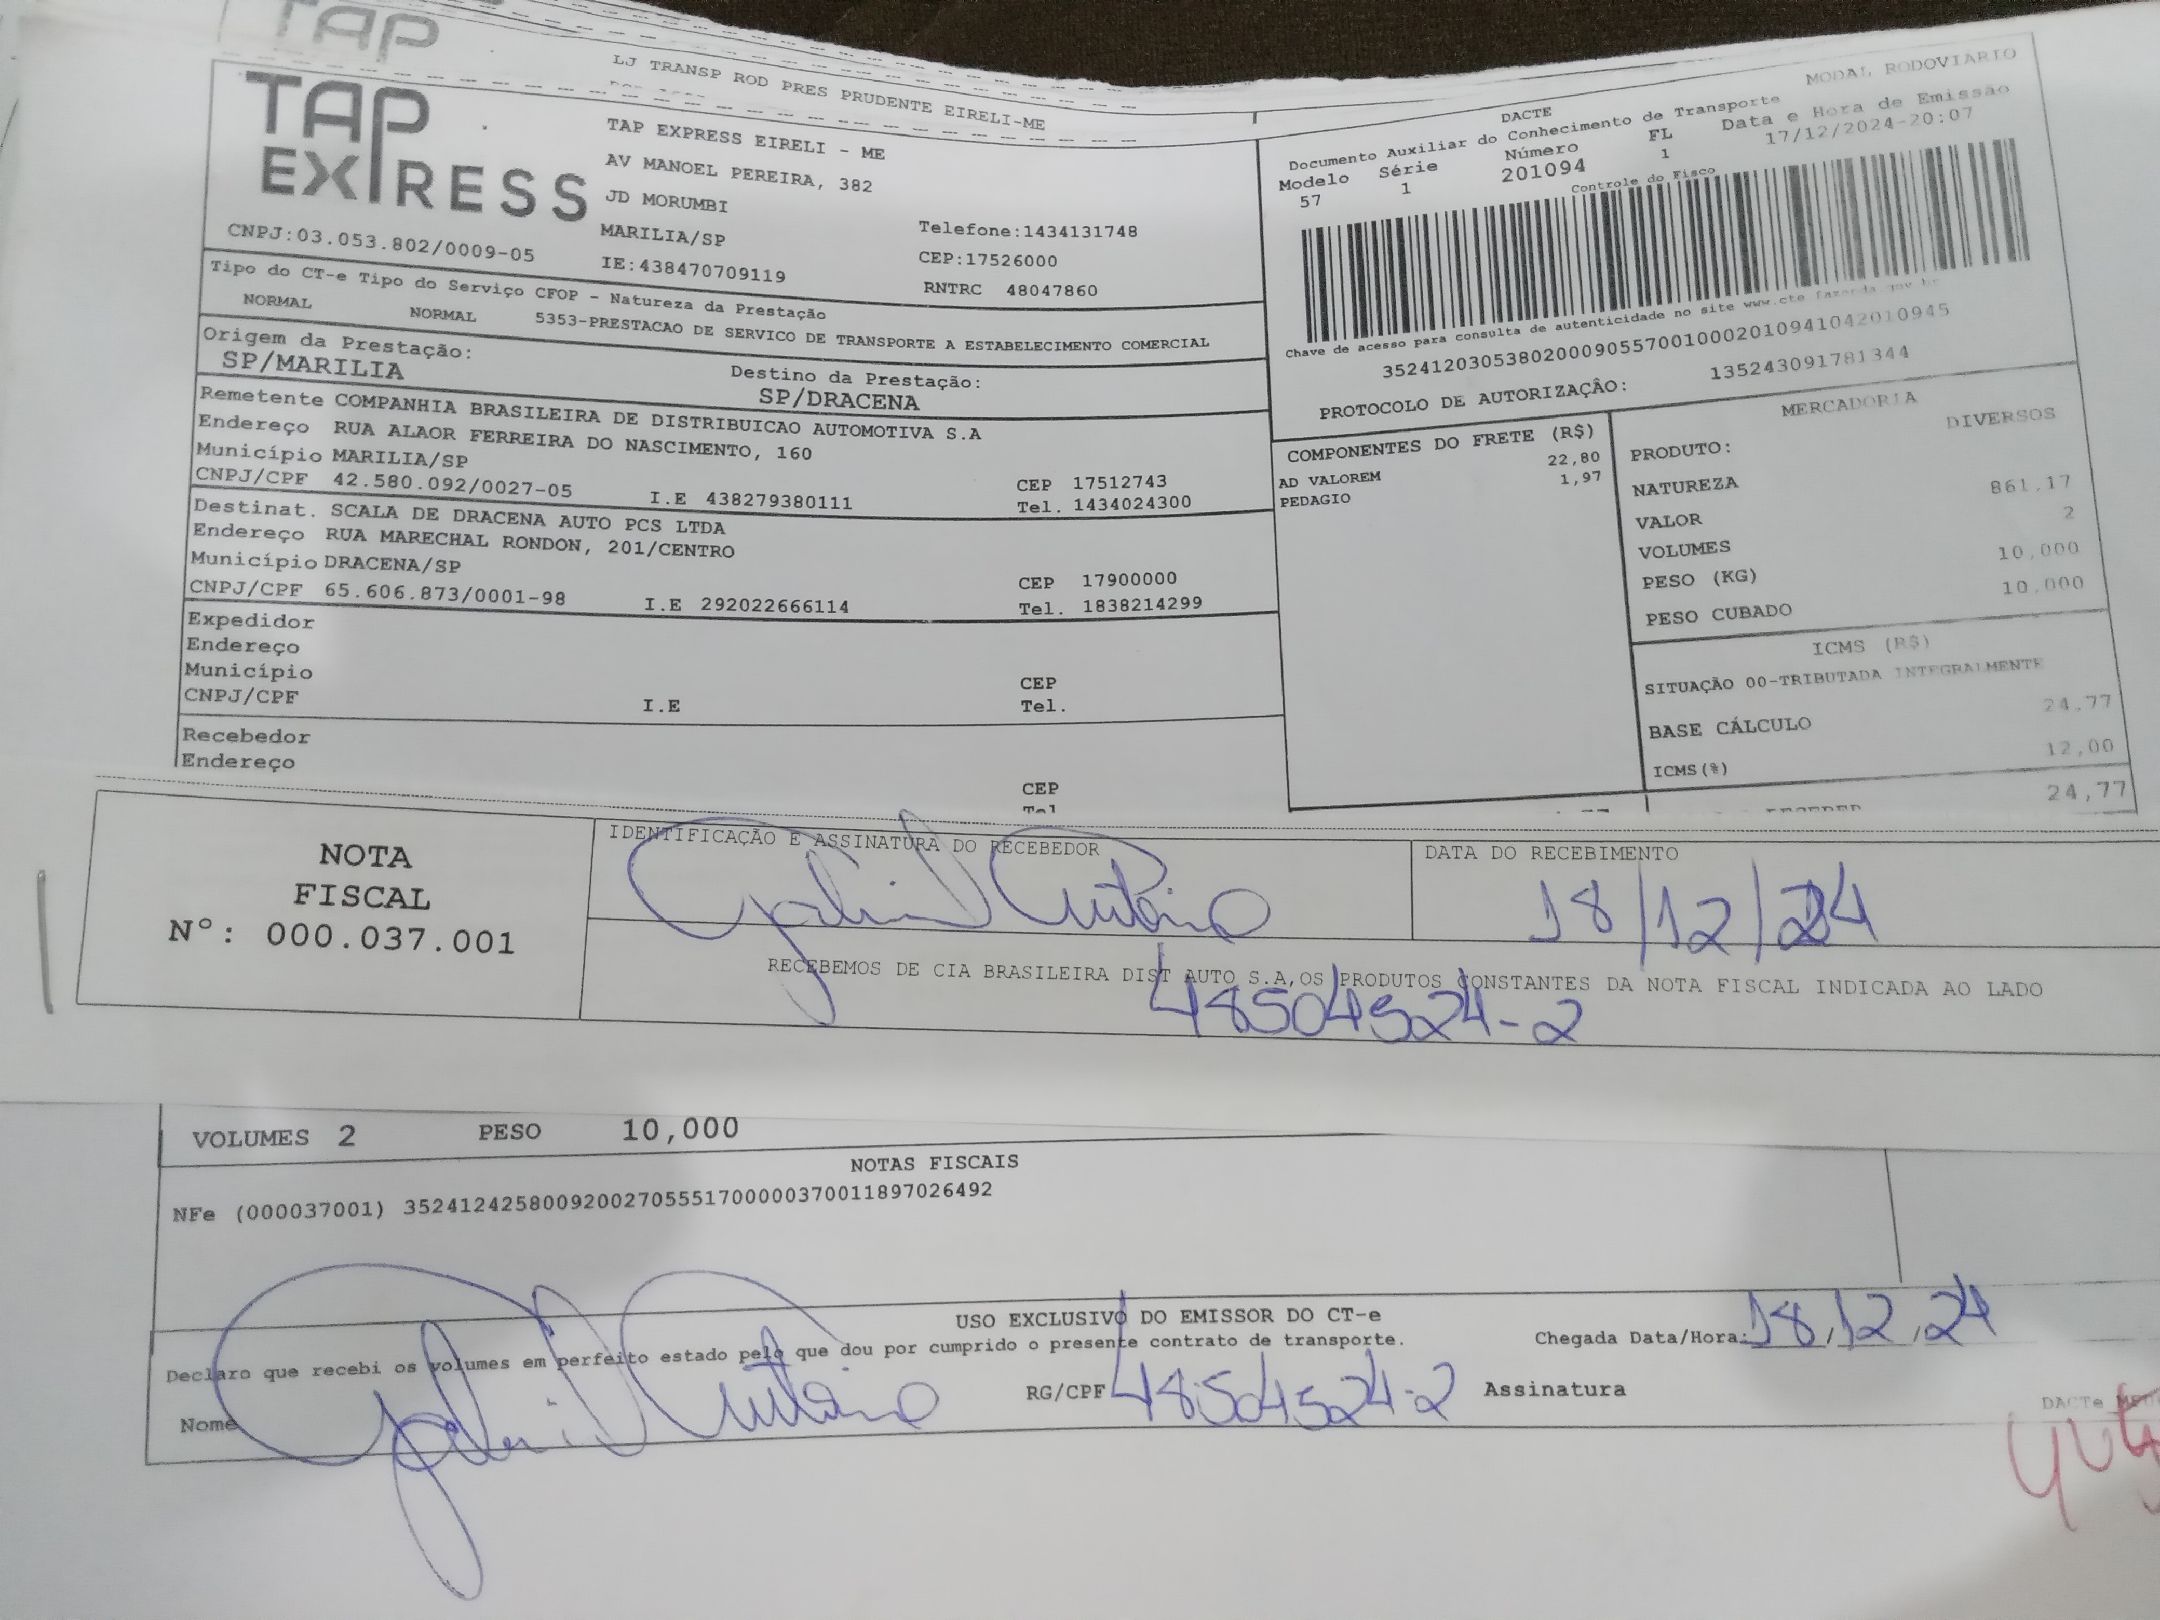 TAP
LJ TRANSP ROD PRES PRUDENTE EIRELI-ME
TAP EXPRESS
TAP EXPRESS EIRELI - ME
AV MANOEL PEREIRA, 382
JD MORUMBI
MARILIA/SP
Telefone:1434131748
CNPJ:03.053.802/0009-05
IE:438470709119
CEP:17526000
RNTRC 48047860
DACTE
MODAL RODOVIARIO
Documento Auxiliar do Conhecimento de Transporte
Data e Hora de Emissão
Modelo Série Número FL
17/12/2024-20:07
57 1 201094 1
Controle do Fisco
Chave de acesso para consulta de autenticidade no site www.cte.fazenda.gov.br
35241203053802000905570010002010941042010945
PROTOCOLO DE AUTORIZAÇÂO: 135243091781344
Tipo do CT-e Tipo do Serviço CFOP - Natureza da Prestação
NORMAL NORMAL 5353-PRESTACAO DE SERVICO DE TRANSPORTE A ESTABELECIMENTO COMERCIAL
Origem da Prestação:
SP/MARILIA
Destino da Prestação:
SP/DRACENA
Remetente COMPANHIA BRASILEIRA DE DISTRIBUICAO AUTOMOTIVA S.A
Endereço RUA ALAOR FERREIRA DO NASCIMENTO, 160
Município MARILIA/SP CEP 17512743
CNPJ/CPF 42.580.092/0027-05 I.E 438279380111 Tel. 1434024300
Destinat. SCALA DE DRACENA AUTO PCS LTDA
Endereço RUA MARECHAL RONDON, 201/CENTRO
Município DRACENA/SP CEP 17900000
CNPJ/CPF 65.606.873/0001-98 I.E 292022666114 Tel. 1838214299
Expedidor
Endereço
Município CEP
CNPJ/CPF I.E Tel.
Recebedor
Endereço
CEP
Tel
COMPONENTES DO FRETE (R$)
AD VALOREM 22,80
PEDAGIO 1,97
MERCADORIA
PRODUTO: DIVERSOS
NATUREZA
VALOR 861,17
VOLUMES 2
PESO (KG) 10,000
PESO CUBADO 10,000
ICMS (R$)
SITUAÇÃO 00-TRIBUTADA INTEGRALMENTE
BASE CÁLCULO 24,77
ICMS(%) 12,00
24,77
NOTA
FISCAL
N°: 000.037.001
IDENTIFICAÇÃO E ASSINATURA DO RECEBEDOR
DATA DO RECEBIMENTO
18/12/24
RECEBEMOS DE CIA BRASILEIRA DIST AUTO S.A,OS PRODUTOS CONSTANTES DA NOTA FISCAL INDICADA AO LADO
48504524-2
VOLUMES 2 PESO 10,000
NOTAS FISCAIS
NFe (000037001) 35241242580092002705551700000370011897026492
USO EXCLUSIVO DO EMISSOR DO CT-e
Declaro que recebi os volumes em perfeito estado pelo que dou por cumprido o presente contrato de transporte.
Chegada Data/Hora: 18/12/24
Nome
RG/CPF 48504524-2 Assinatura
DACTe